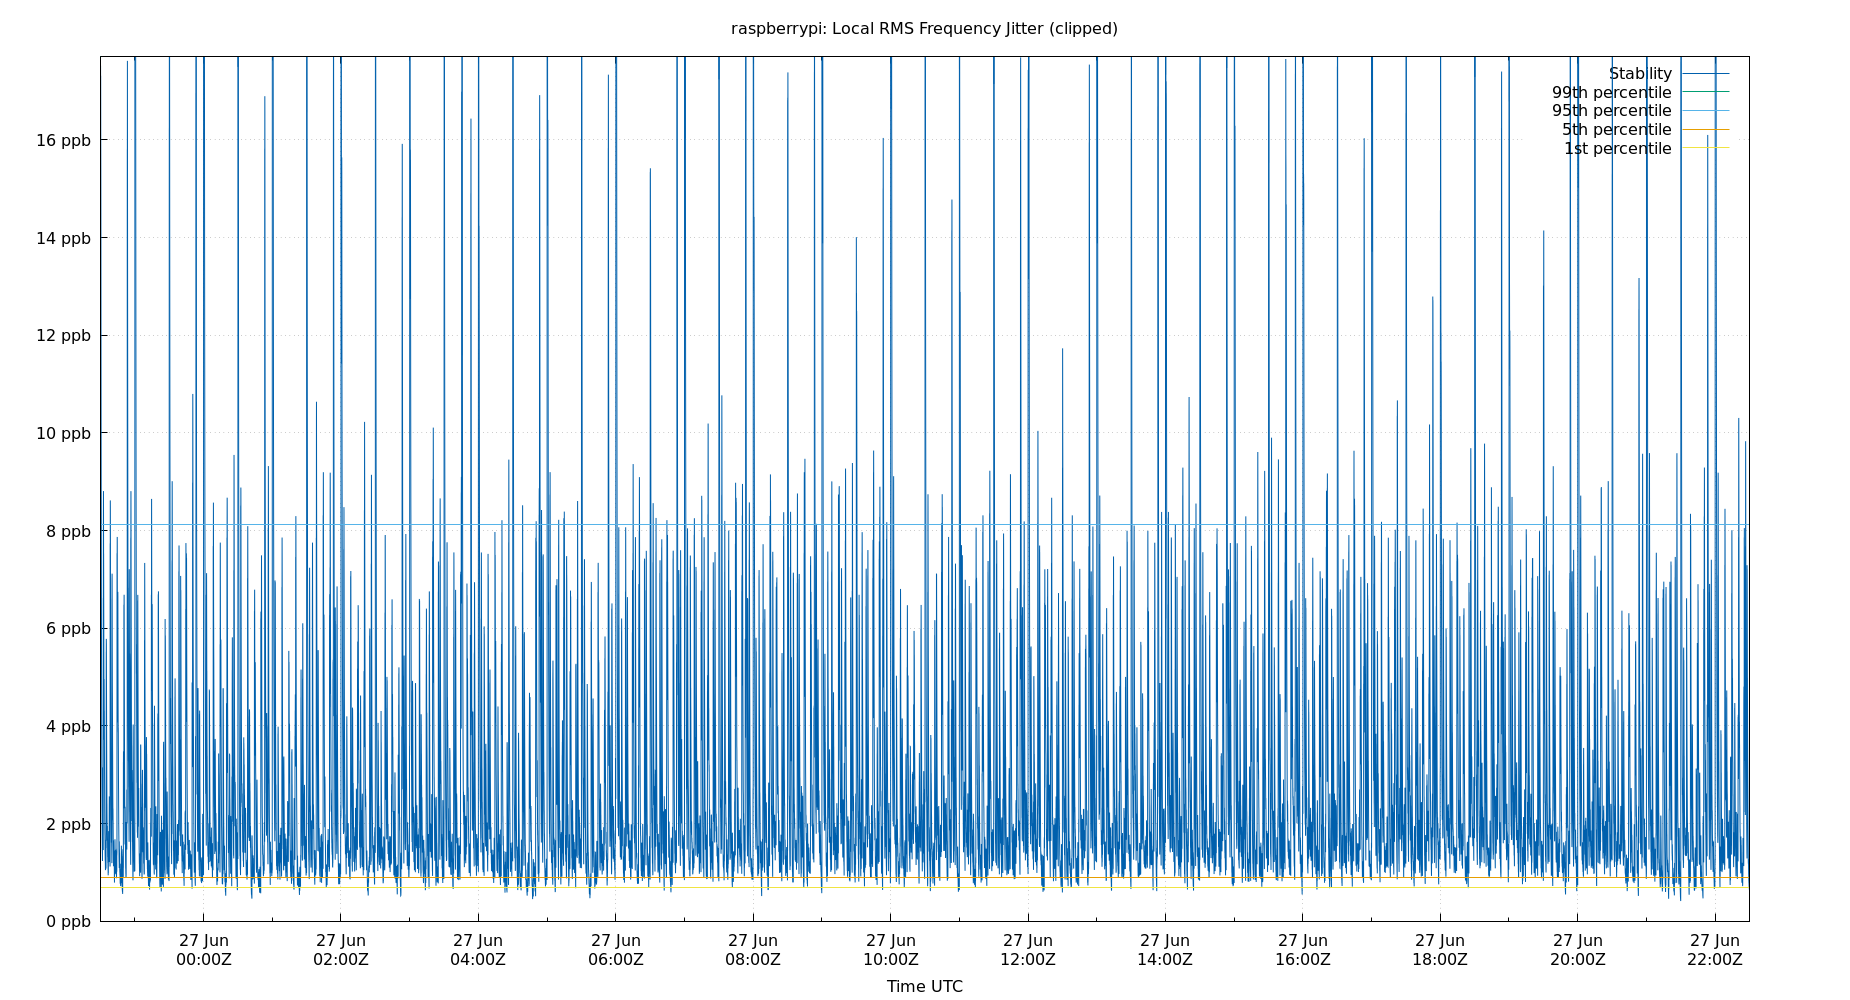 raspberrypi: Local RMS Frequency Jitter (clipped)
Stability
99th percentile
95th percentile
5th percentile
1st percentile
16 ppb
14 ppb
12 ppb
10 ppb
8 ppb
6 ppb
4 ppb
2 ppb
0 ppb
27 Jun 27 Jun 27 Jun 27 Jun 27 Jun 27 Jun 27 Jun 27 Jun 27 Jun 27 Jun 27 Jun 27 Jun
00:00Z 02:00Z 04:00Z 06:00Z 08:00Z 10:00Z 12:00Z 14:00Z 16:00Z 18:00Z 20:00Z 22:00Z
Time UTC